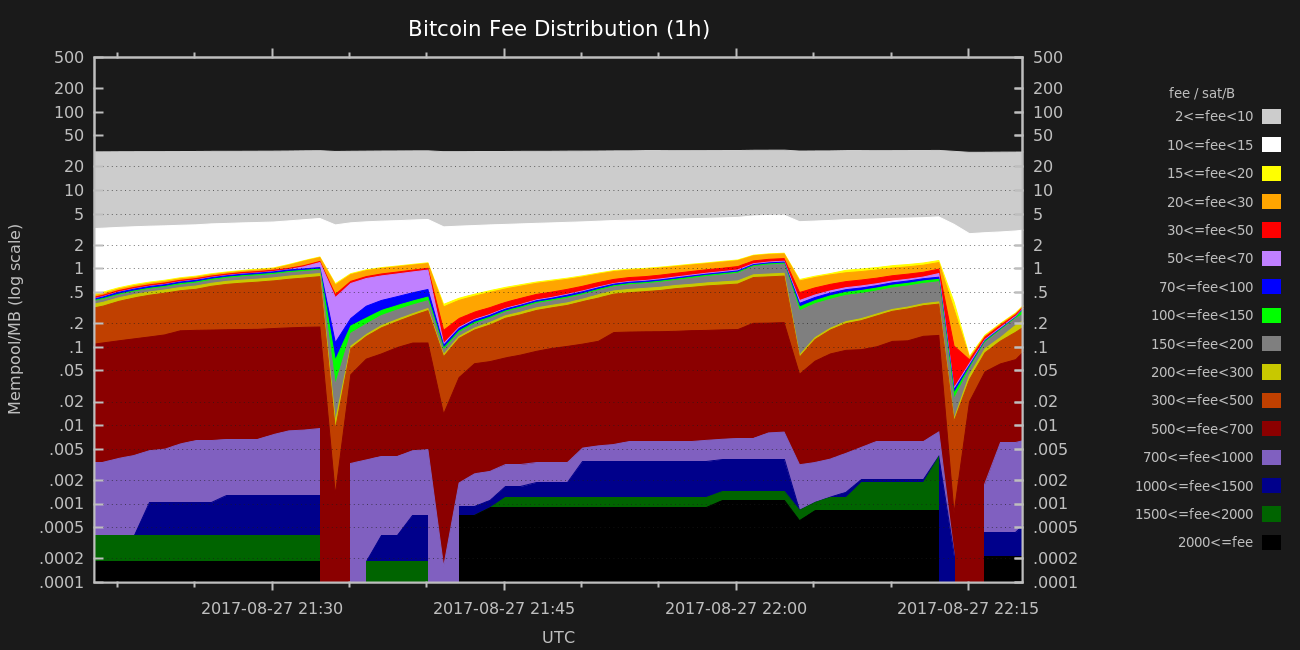 Bitcoin Fee Distribution (1h)
500 500
200 200
100 100
50 50
20 20
10 10
5 5
2 2
1 1
.5 .5
.2 .2
.1 .1
.05 .05
.02 .02
.01 .01
.005 .005
.002 .002
.001 .001
.0005 .0005
.0002 .0002
.0001 .0001
Mempool/MB (log scale)
2017-08-27 21:30 2017-08-27 21:45 2017-08-27 22:00 2017-08-27 22:15
UTC
fee / sat/B
2<=fee<10
10<=fee<15
15<=fee<20
20<=fee<30
30<=fee<50
50<=fee<70
70<=fee<100
100<=fee<150
150<=fee<200
200<=fee<300
300<=fee<500
500<=fee<700
700<=fee<1000
1000<=fee<1500
1500<=fee<2000
2000<=fee